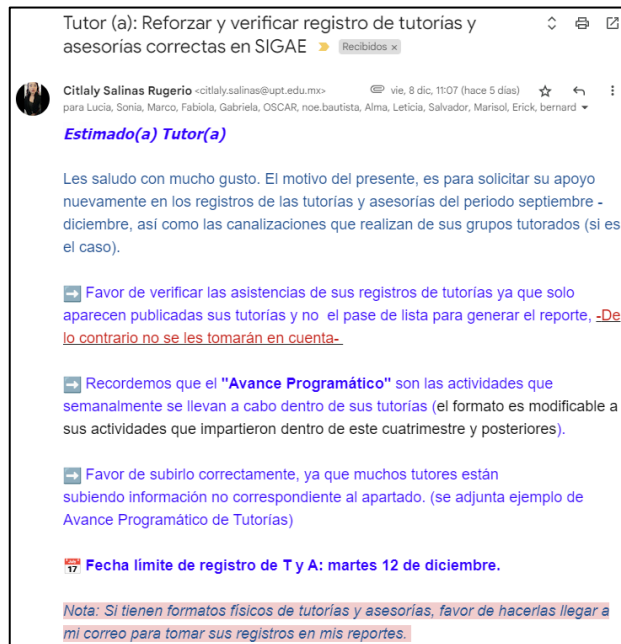 Tutor (a): Reforzar y verificar registro de tutorías y
asesorías correctas en SIGAE Recibidos x
Citlaly Salinas Rugerio <citlaly.salinas@upt.edu.mx> vie, 8 dic, 11:07 (hace 5 días)
para Lucia, Sonia, Marco, Fabiola, Gabriela, OSCAR, noe.bautista, Alma, Leticia, Salvador, Marisol, Erick, bernard
Estimado(a) Tutor(a)
Les saludo con mucho gusto. El motivo del presente, es para solicitar su apoyo
nuevamente en los registros de las tutorías y asesorías del periodo septiembre -
diciembre, así como las canalizaciones que realizan de sus grupos tutorados (si es
el caso).
➡ Favor de verificar las asistencias de sus registros de tutorías ya que solo
aparecen publicadas sus tutorías y no el pase de lista para generar el reporte, -De
lo contrario no se les tomarán en cuenta-
➡ Recordemos que el "Avance Programático" son las actividades que
semanalmente se llevan a cabo dentro de sus tutorías (el formato es modificable a
sus actividades que impartieron dentro de este cuatrimestre y posteriores).
➡ Favor de subirlo correctamente, ya que muchos tutores están
subiendo información no correspondiente al apartado. (se adjunta ejemplo de
Avance Programático de Tutorías)
📅 Fecha límite de registro de T y A: martes 12 de diciembre.
Nota: Si tienen formatos físicos de tutorías y asesorías, favor de hacerlas llegar a
mi correo para tomar sus registros en mis reportes.